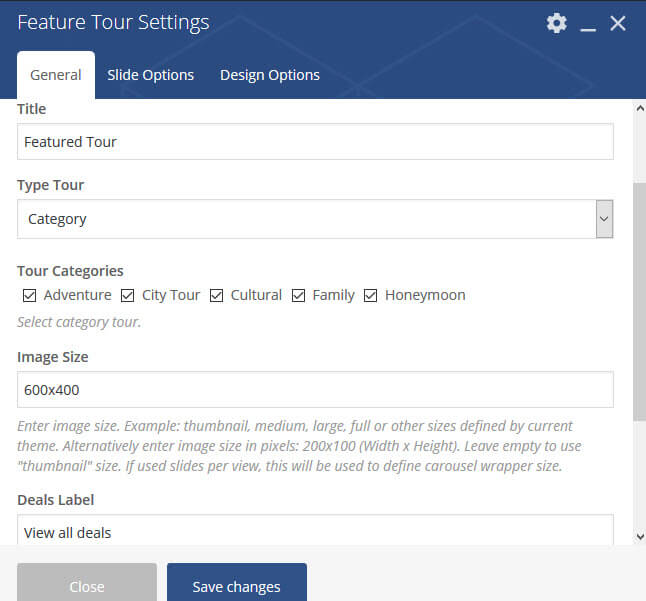 Feature Tour Settings
General Slide Options Design Options
Title
Featured Tour
Type Tour
Category
Tour Categories
Adventure City Tour Cultural Family Honeymoon
Select category tour.
Image Size
600x400
Enter image size. Example: thumbnail, medium, large, full or other sizes defined by current
theme. Alternatively enter image size in pixels: 200x100 (Width x Height). Leave empty to use
"thumbnail" size. If used slides per view, this will be used to define carousel wrapper size.
Deals Label
View all deals
Close Save changes